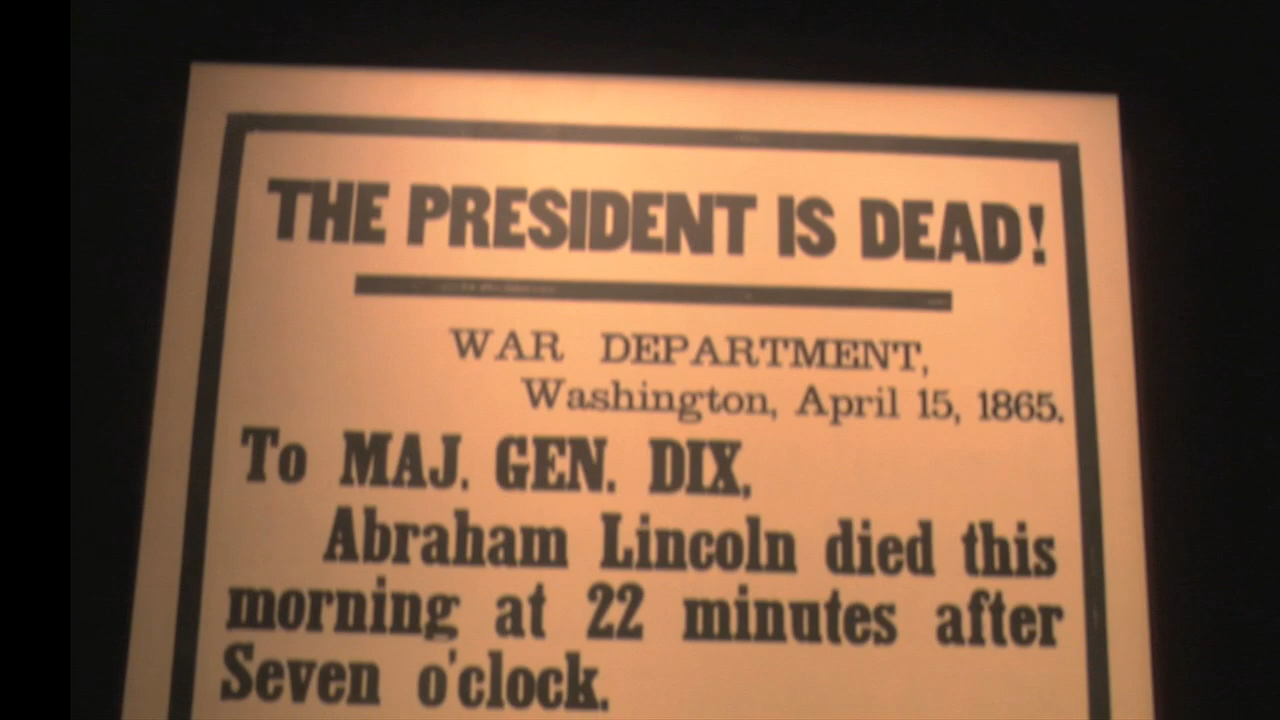 THE PRESIDENT IS DEAD!
WAR DEPARTMENT,
Washington, April 15, 1865.
To MAJ. GEN. DIX,
Abraham Lincoln died this
morning at 22 minutes after
Seven o'clock.